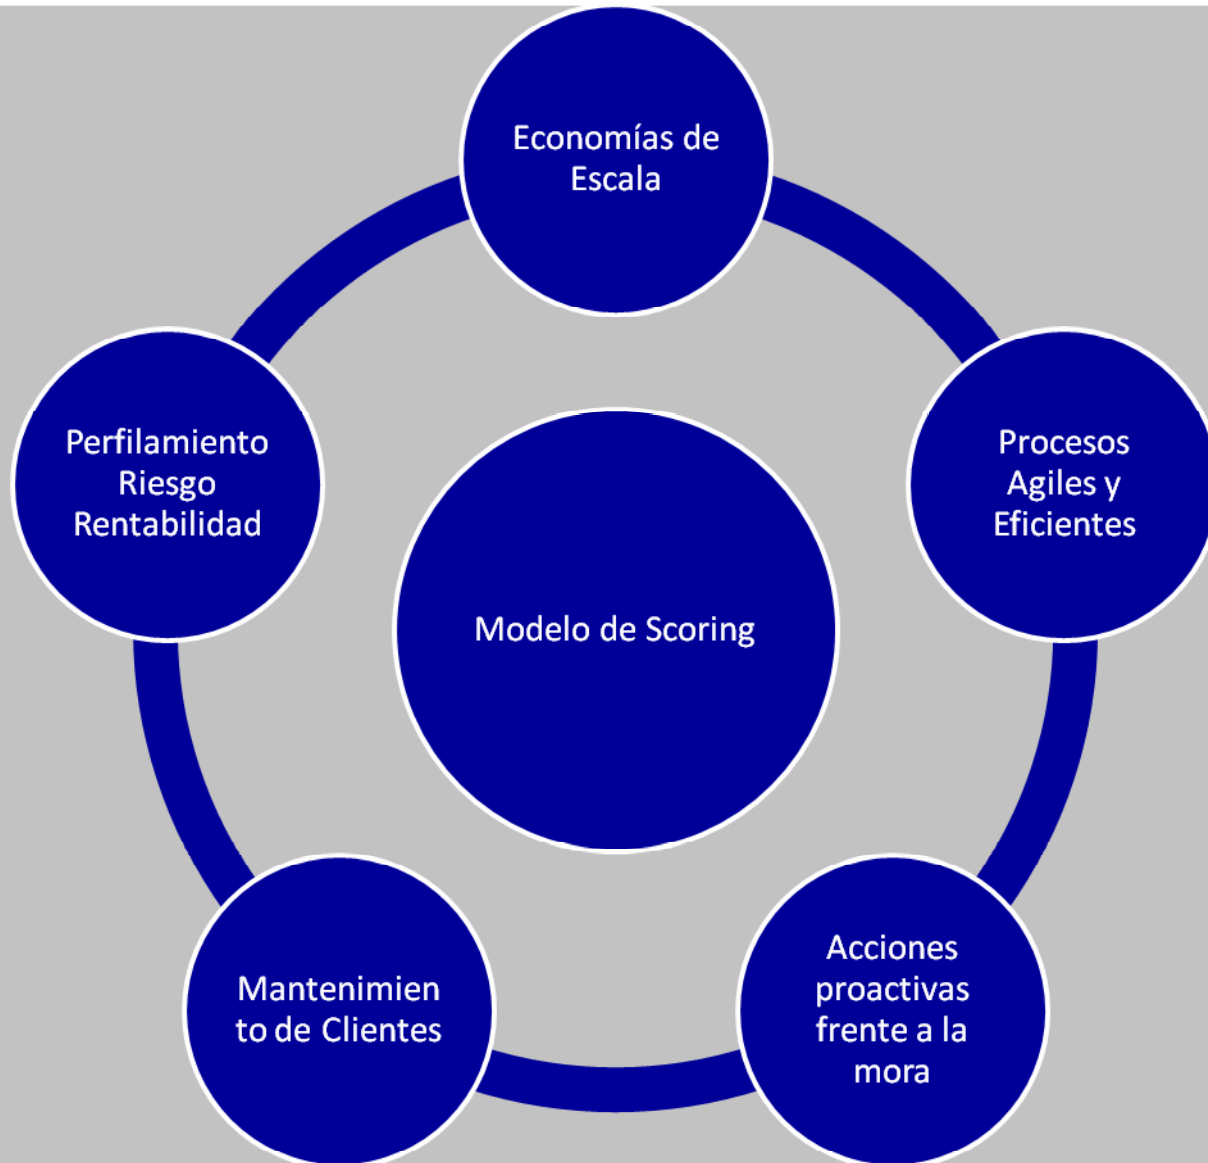 Economías de
Escala
Perfilamiento
Riesgo
Rentabilidad
Procesos
Agiles y
Eficientes
Modelo de Scoring
Mantenimien
to de Clientes
Acciones
proactivas
frente a la
mora